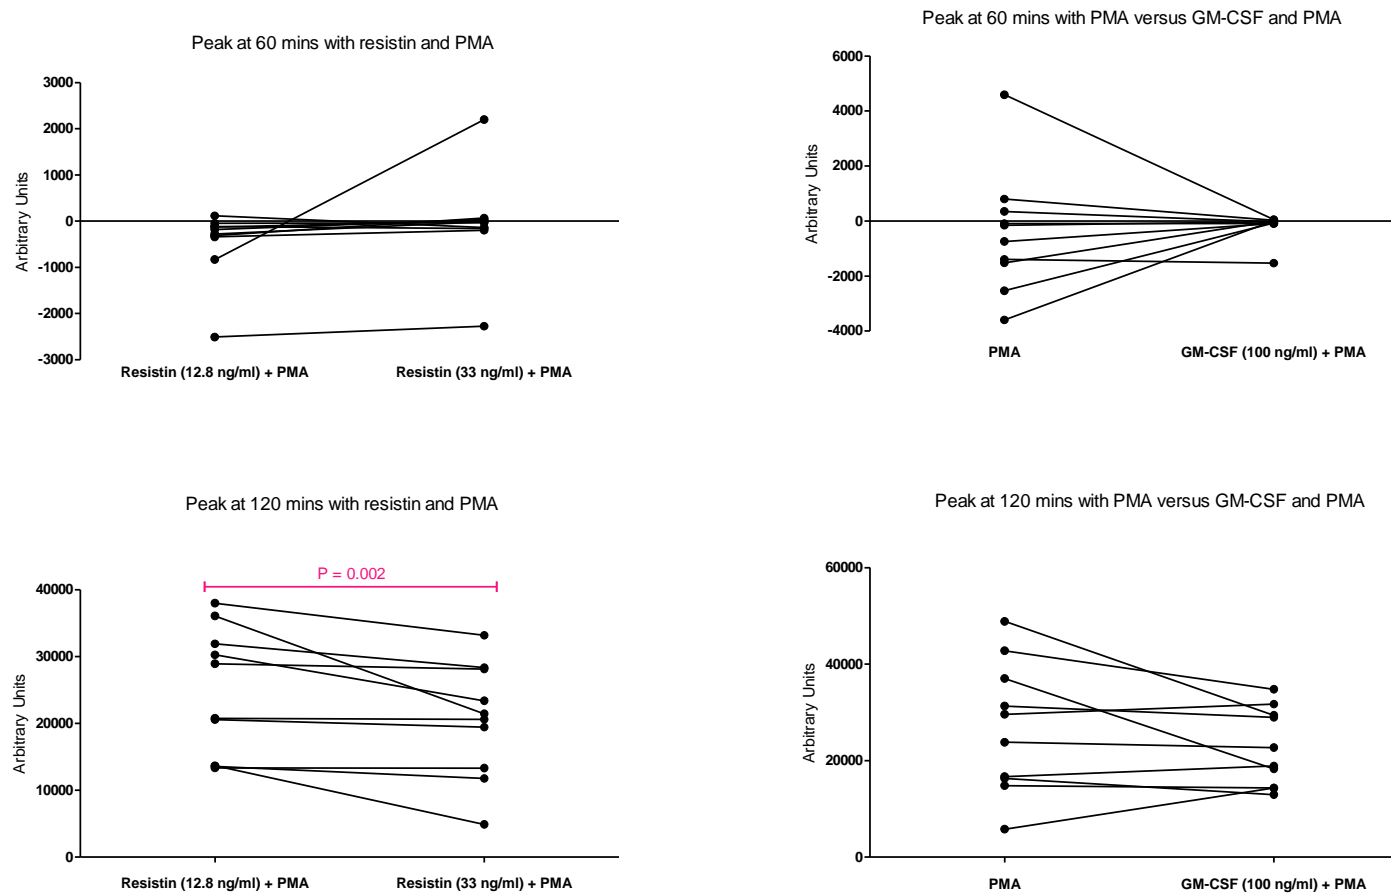 Peak at 60 mins with resistin and PMA
3000
2000
1000
0
-1000
-2000
-3000
Arbitrary Units
Resistin (12.8 ng/ml) + PMA
Resistin (33 ng/ml) + PMA
Peak at 60 mins with PMA versus GM-CSF and PMA
6000
4000
2000
0
-2000
-4000
Arbitrary Units
PMA
GM-CSF (100 ng/ml) + PMA
Peak at 120 mins with resistin and PMA
P = 0.002
40000
30000
20000
10000
0
Arbitrary Units
Resistin (12.8 ng/ml) + PMA
Resistin (33 ng/ml) + PMA
Peak at 120 mins with PMA versus GM-CSF and PMA
60000
40000
20000
0
Arbitrary Units
PMA
GM-CSF (100 ng/ml) + PMA